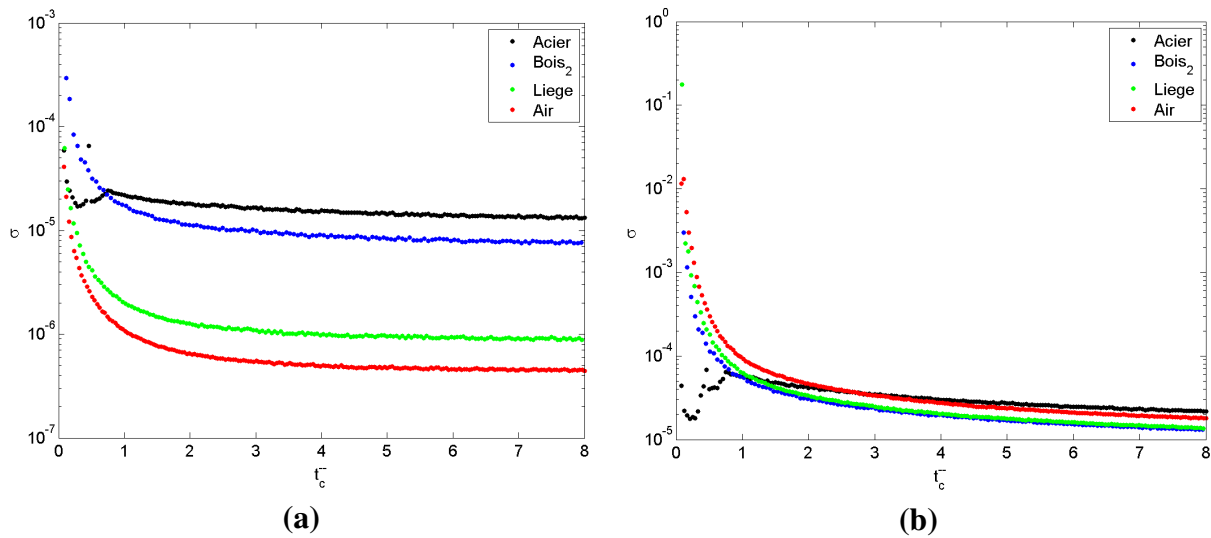 10^-3
10^-4
10^-5
10^-6
10^-7
σ
0 1 2 3 4 5 6 7 8
t_c^--
Acier
Bois_2
Liege
Air
(a)
10^0
10^-1
10^-2
10^-3
10^-4
10^-5
σ
0 1 2 3 4 5 6 7 8
t_c^--
Acier
Bois_2
Liege
Air
(b)